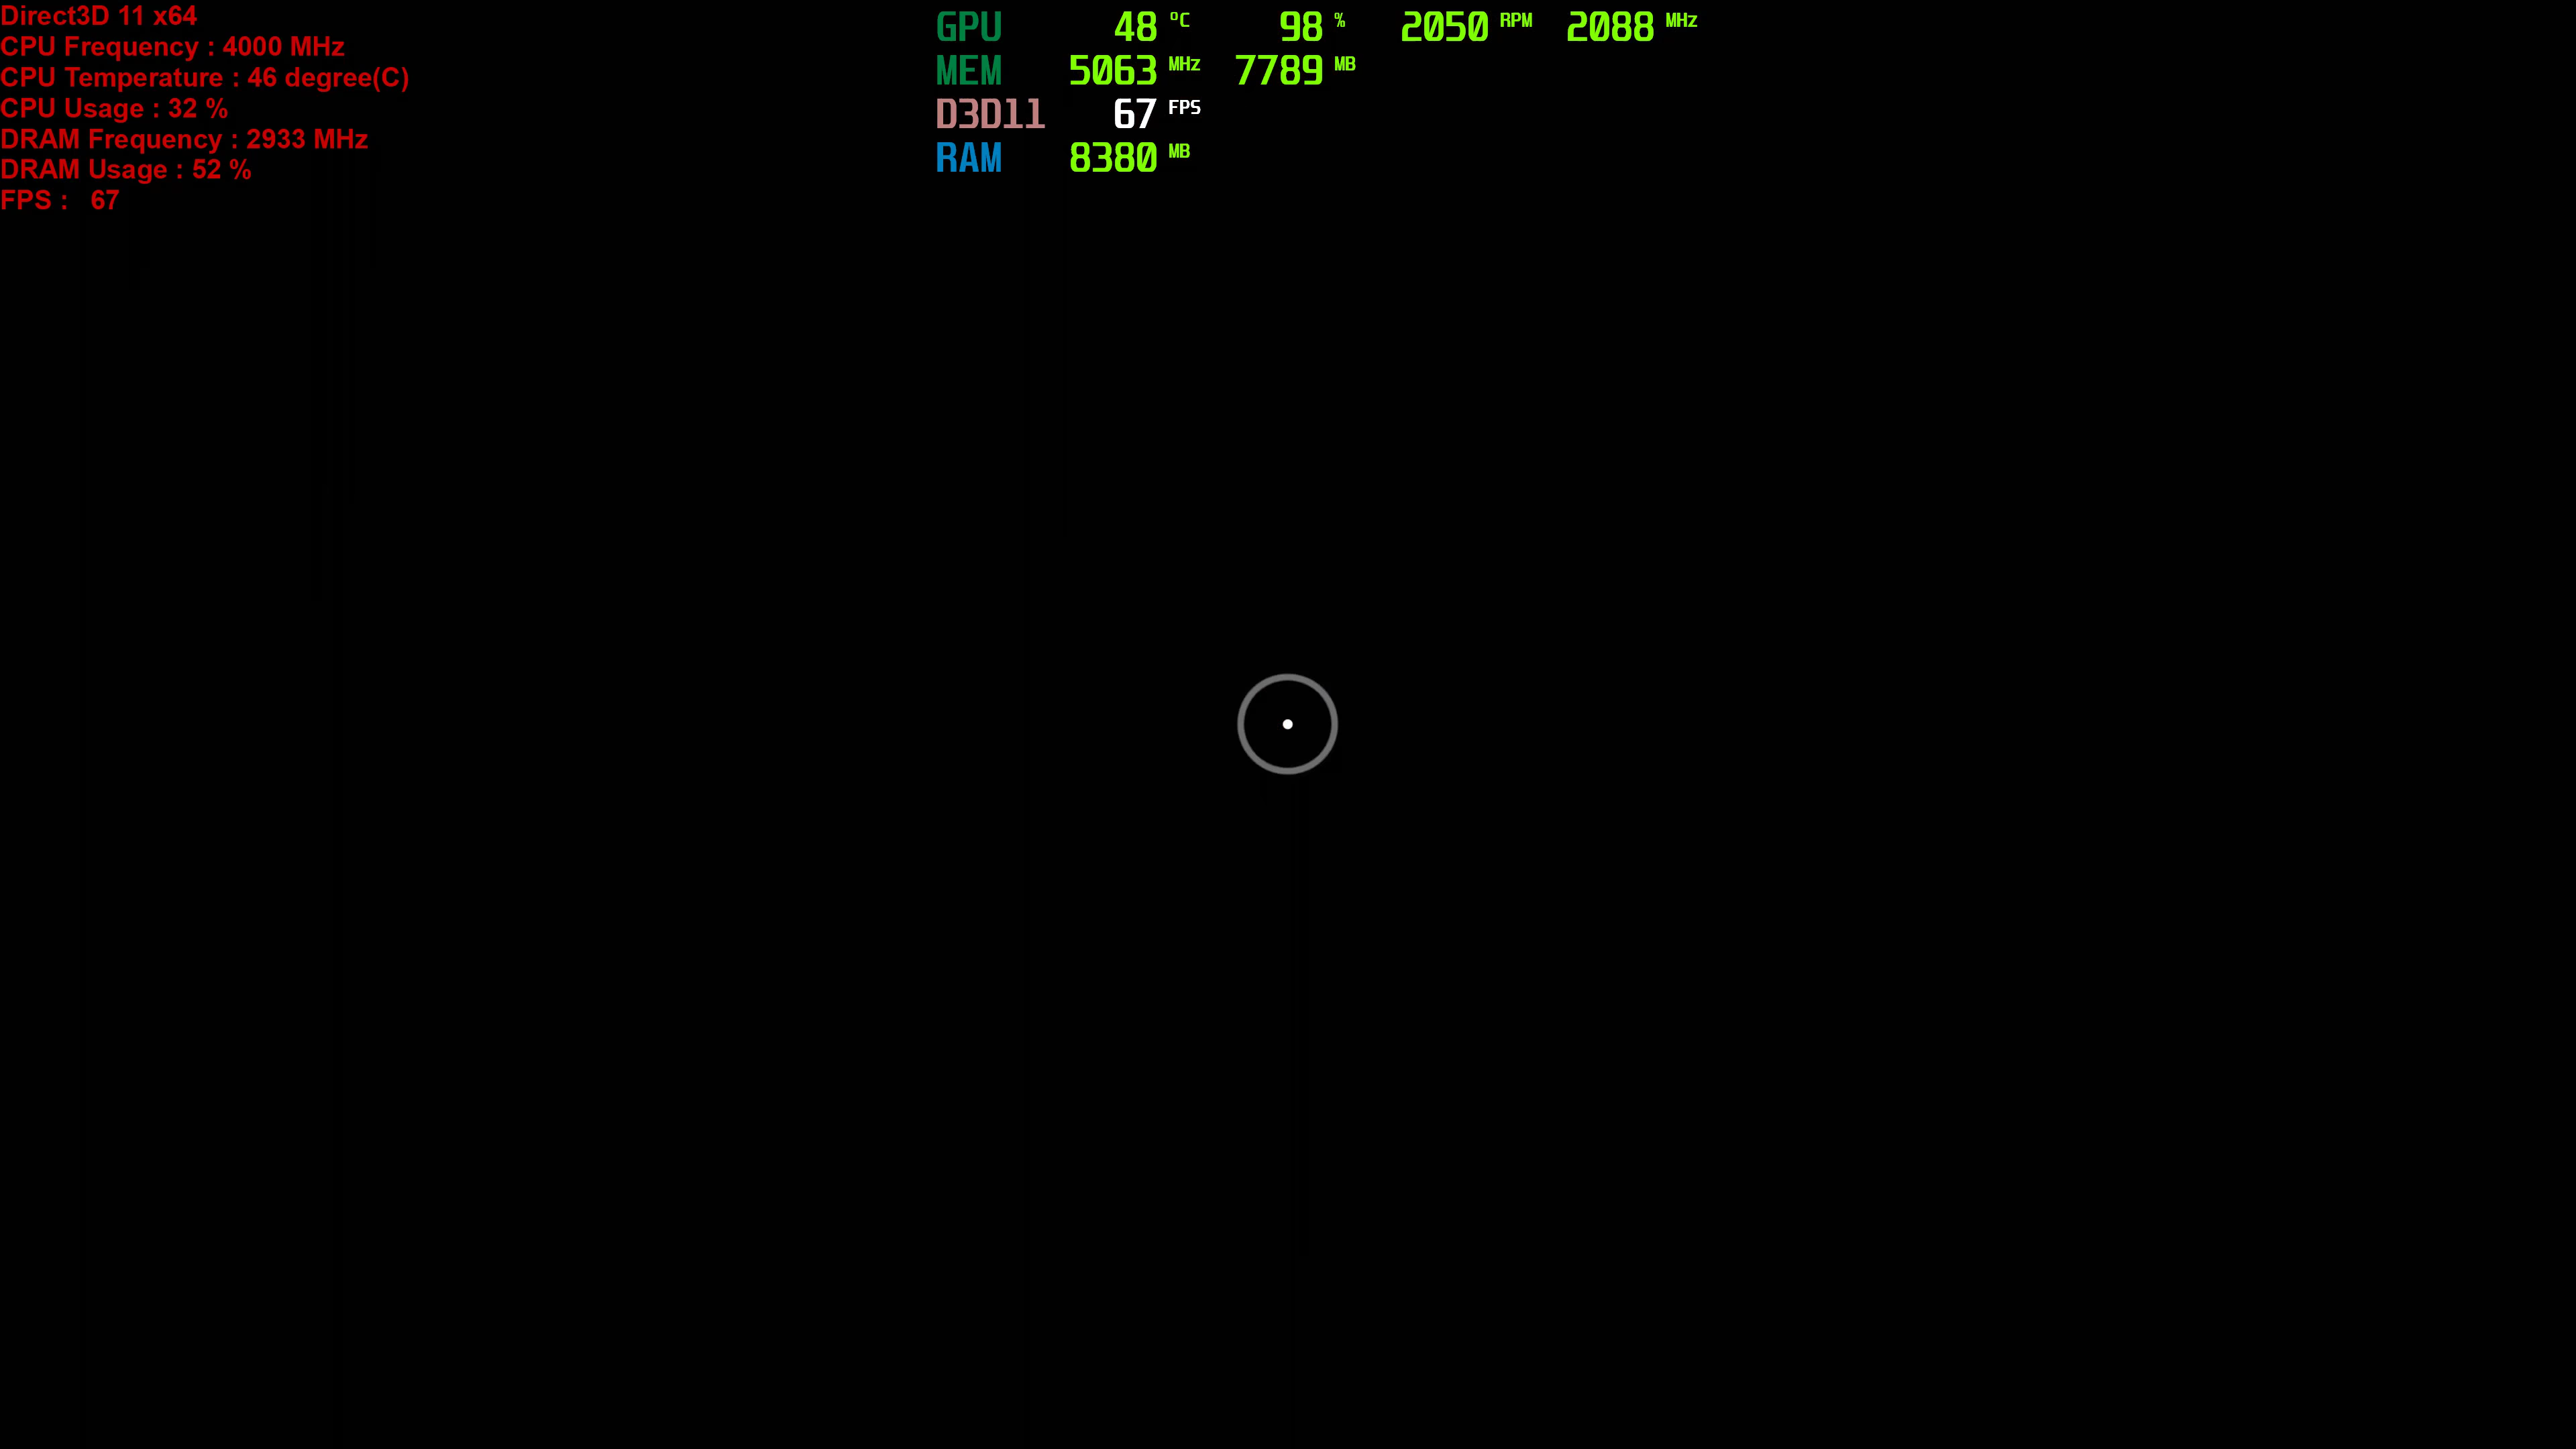 Direct3D 11 x64
CPU Frequency : 4000 MHz
CPU Temperature : 46 degree(C)
CPU Usage : 32 %
DRAM Frequency : 2933 MHz
DRAM Usage : 52 %
FPS : 67
GPU 48 °C 98 % 2050 RPM 2088 MHz
MEM 5063 MHz 7789 MB
D3D11 67 FPS
RAM 8380 MB